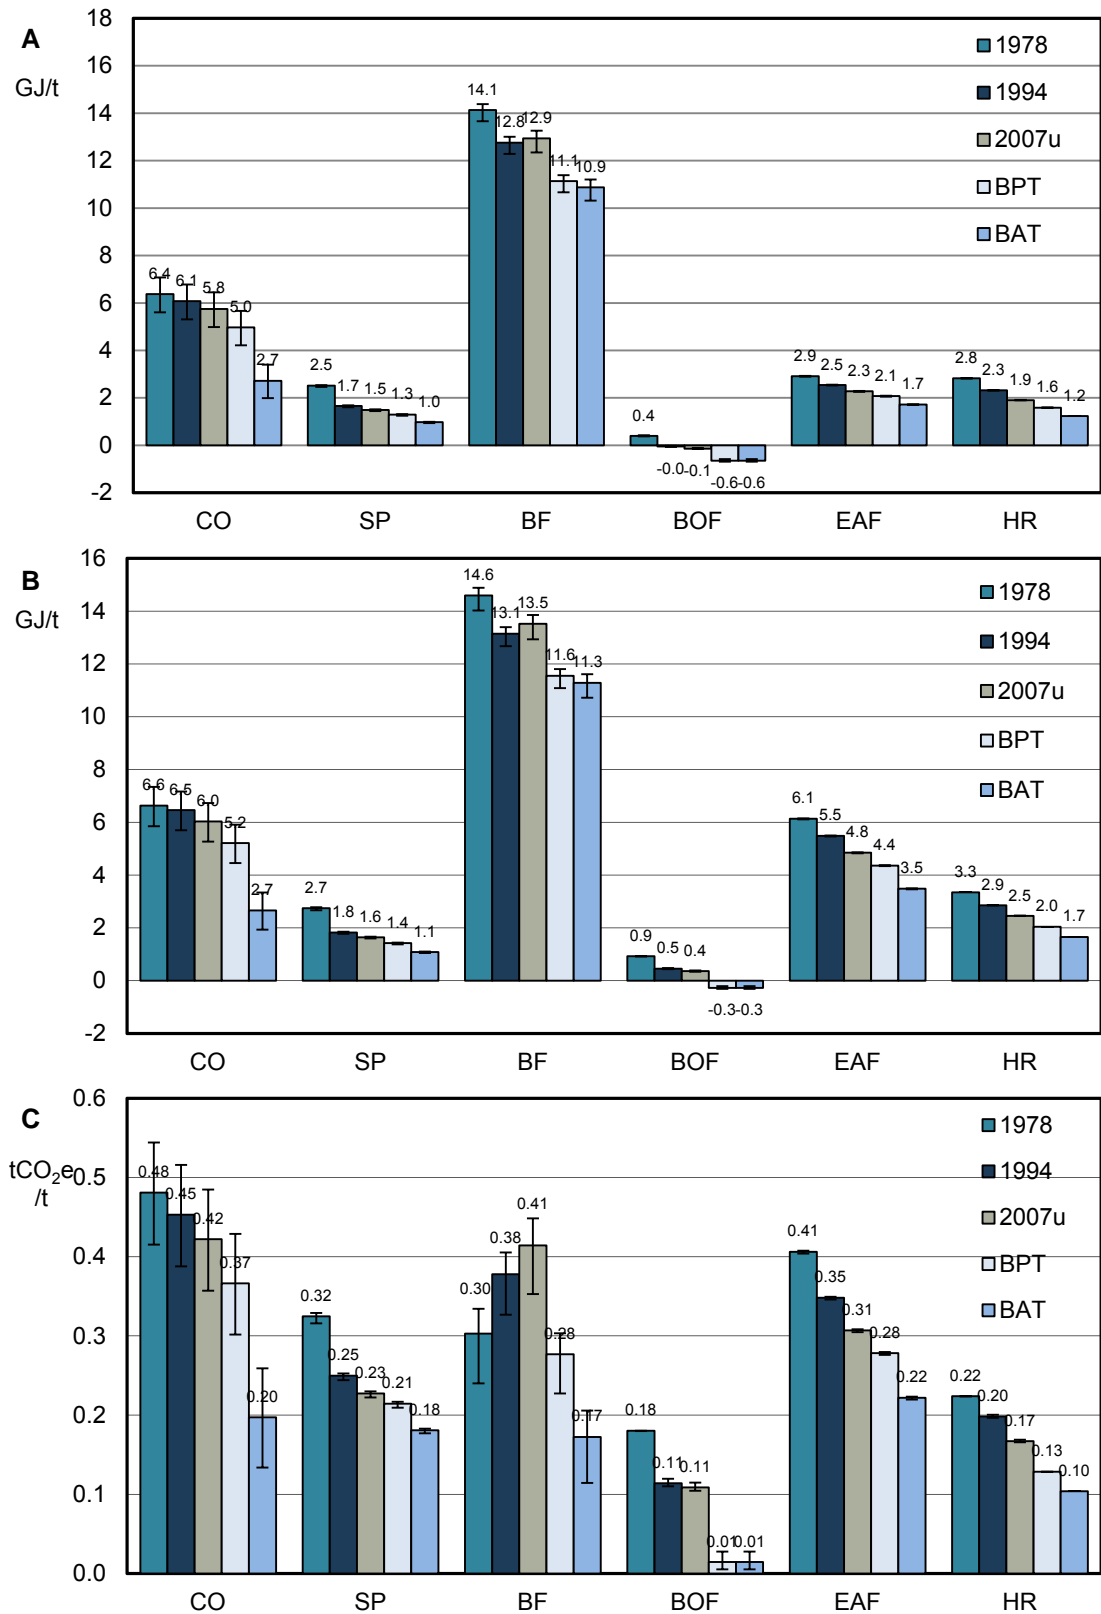 A
GJ/t
18
16
14
12
10
8
6
4
2
0
-2
1978
1994
2007u
BPT
BAT
6.4 6.1 5.8 5.0 2.7
2.5 1.7 1.5 1.3 1.0
14.1 12.8 12.9 11.1 10.9
0.4 -0.0 -0.1 -0.6 -0.6
2.9 2.5 2.3 2.1 1.7
2.8 2.3 1.9 1.6 1.2
CO SP BF BOF EAF HR
B
GJ/t
16
14
12
10
8
6
4
2
0
-2
1978
1994
2007u
BPT
BAT
6.6 6.5 6.0 5.2 2.7
2.7 1.8 1.6 1.4 1.1
14.6 13.1 13.5 11.6 11.3
0.9 0.5 0.4 -0.3 -0.3
6.1 5.5 4.8 4.4 3.5
3.3 2.9 2.5 2.0 1.7
CO SP BF BOF EAF HR
C
tCO2e
/t
0.6
0.5
0.4
0.3
0.2
0.1
0.0
1978
1994
2007u
BPT
BAT
0.48 0.45 0.42 0.37 0.20
0.32 0.25 0.23 0.21 0.18
0.30 0.38 0.41 0.28 0.17
0.18 0.11 0.11 0.01 0.01
0.41 0.35 0.31 0.28 0.22
0.22 0.20 0.17 0.13 0.10
CO SP BF BOF EAF HR